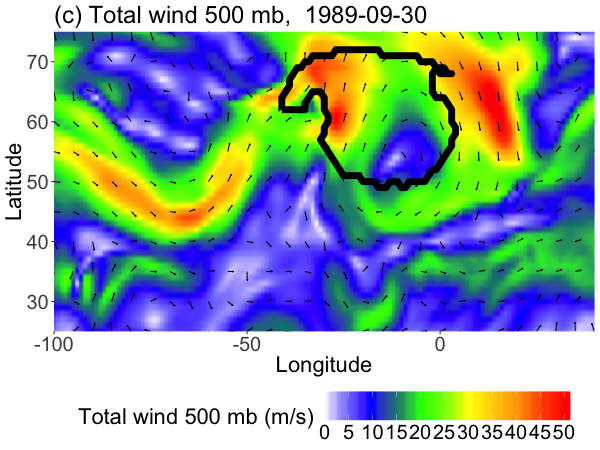 (c) Total wind 500 mb,  1989-09-30
70
60
50
40
30
Latitude
-100 -50 0
Longitude
Total wind 500 mb (m/s)
0 5 10 15 20 25 30 35 40 45 50